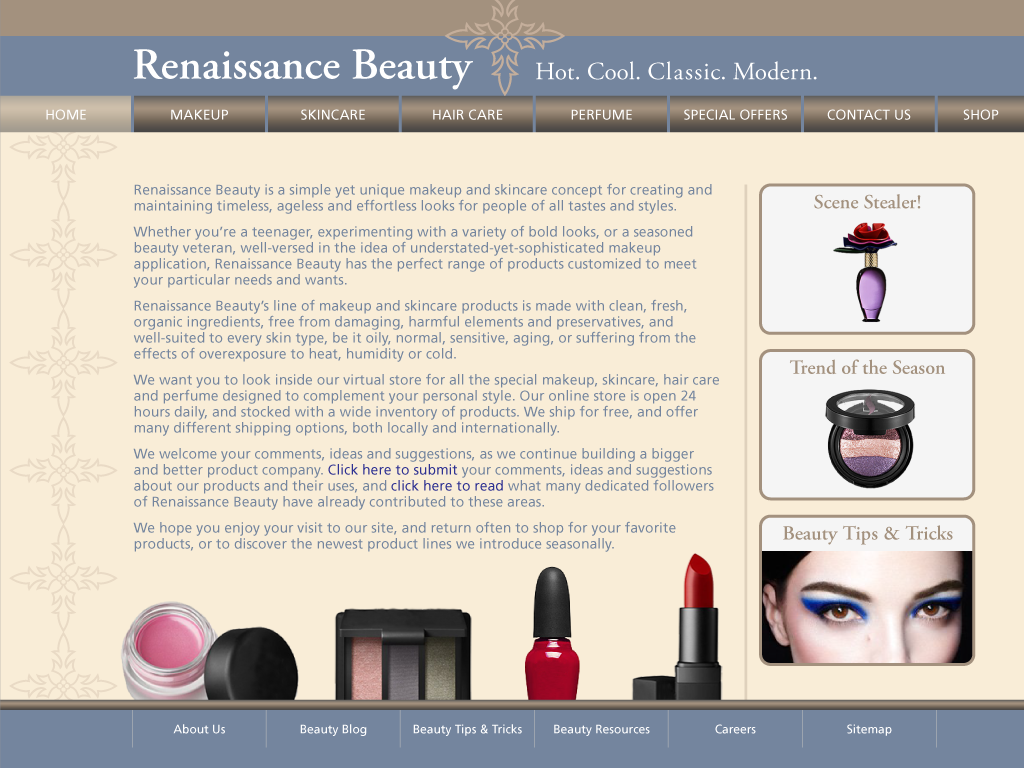 Renaissance Beauty
Hot. Cool. Classic. Modern.
HOME
MAKEUP
SKINCARE
HAIR CARE
PERFUME
SPECIAL OFFERS
CONTACT US
SHOP
Renaissance Beauty is a simple yet unique makeup and skincare concept for creating and
maintaining timeless, ageless and effortless looks for people of all tastes and styles.
Whether you're a teenager, experimenting with a variety of bold looks, or a seasoned
beauty veteran, well-versed in the idea of understated-yet-sophisticated makeup
application, Renaissance Beauty has the perfect range of products customized to meet
your particular needs and wants.
Renaissance Beauty's line of makeup and skincare products is made with clean, fresh,
organic ingredients, free from damaging, harmful elements and preservatives, and
well-suited to every skin type, be it oily, normal, sensitive, aging, or suffering from the
effects of overexposure to heat, humidity or cold.
We want you to look inside our virtual store for all the special makeup, skincare, hair care
and perfume designed to complement your personal style. Our online store is open 24
hours daily, and stocked with a wide inventory of products. We ship for free, and offer
many different shipping options, both locally and internationally.
We welcome your comments, ideas and suggestions, as we continue building a bigger
and better product company. Click here to submit your comments, ideas and suggestions
about our products and their uses, and click here to read what many dedicated followers
of Renaissance Beauty have already contributed to these areas.
We hope you enjoy your visit to our site, and return often to shop for your favorite
products, or to discover the newest product lines we introduce seasonally.
Scene Stealer!
Trend of the Season
Beauty Tips & Tricks
About Us
Beauty Blog
Beauty Tips & Tricks
Beauty Resources
Careers
Sitemap